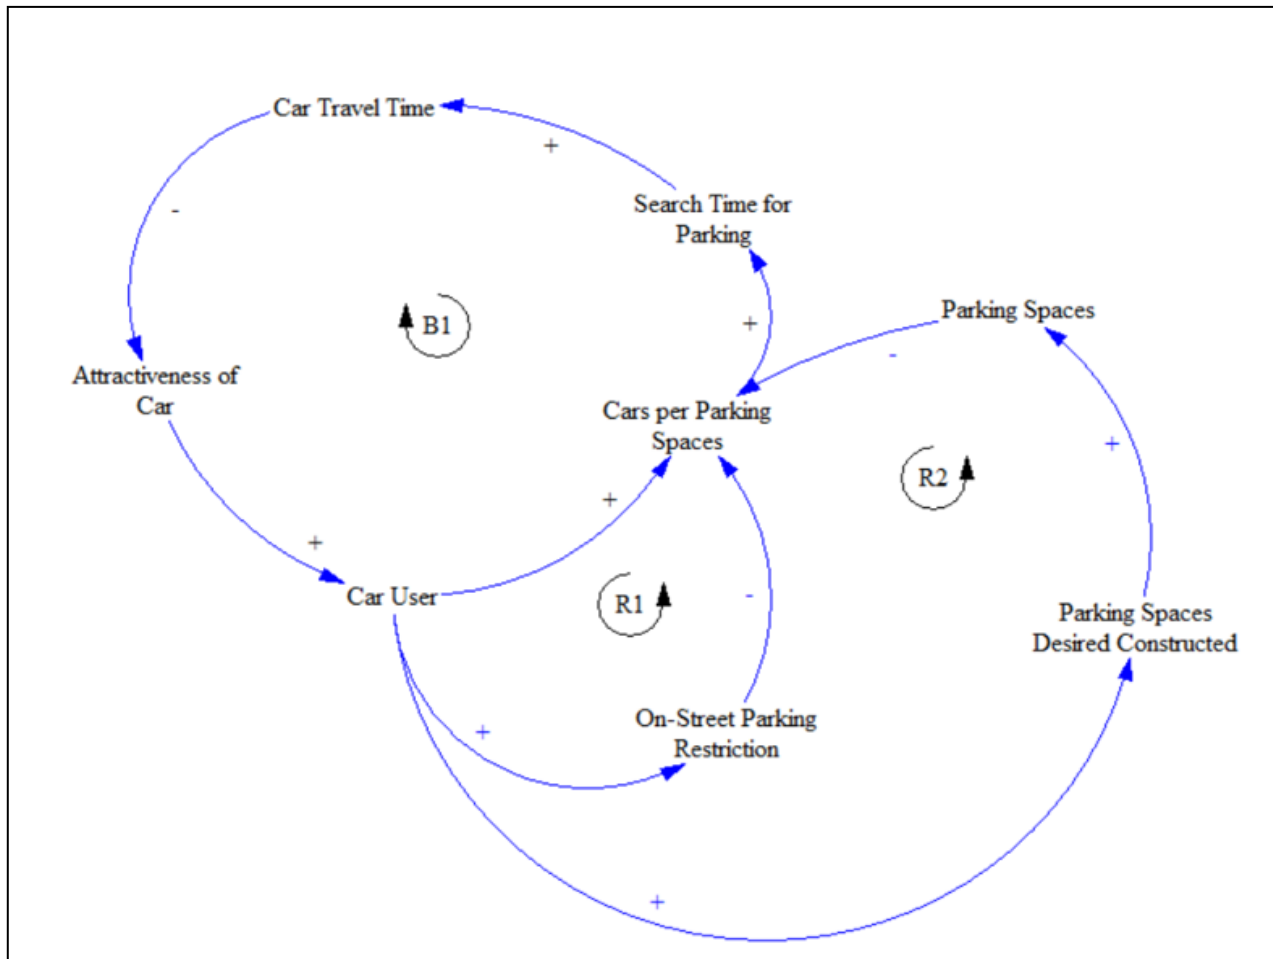 Car Travel Time
+
-
Search Time for
Parking
Parking Spaces
B1
+
-
Attractiveness of
Car
Cars per Parking
Spaces
+
R2
+
+
Car User
R1
-
Parking Spaces
Desired Constructed
On-Street Parking
Restriction
+
+